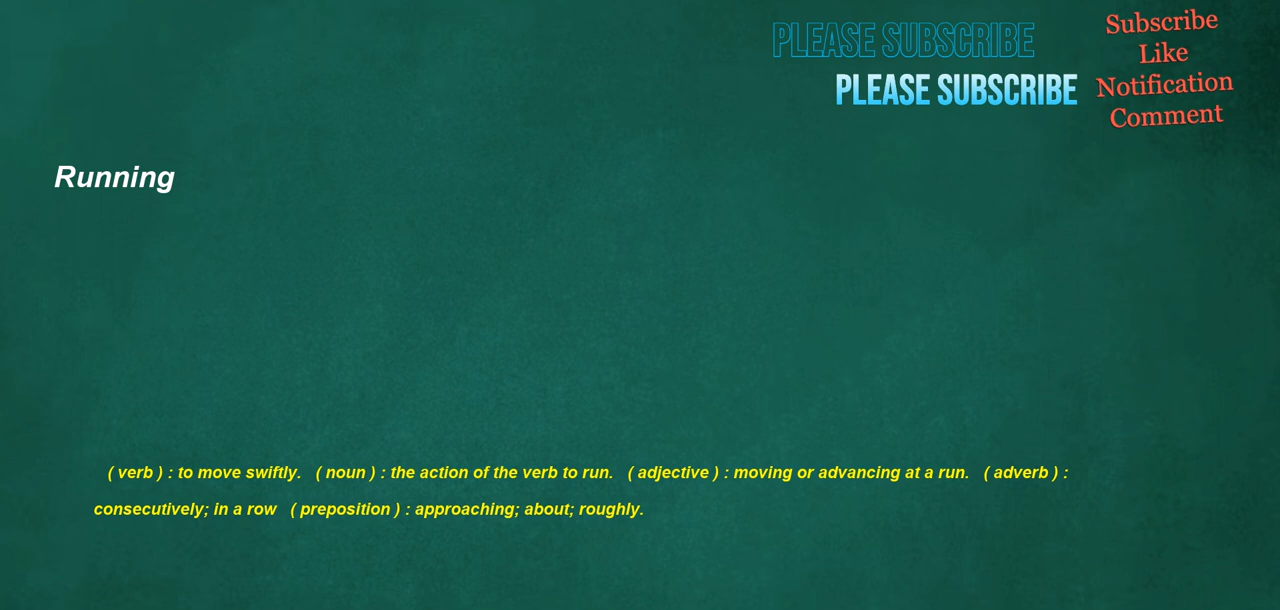 PLEASE SUBSCRIBE
PLEASE SUBSCRIBE
Subscribe
Like
Notification
Comment
Running
( verb ) : to move swiftly.   ( noun ) : the action of the verb to run.   ( adjective ) : moving or advancing at a run.   ( adverb ) :
consecutively; in a row   ( preposition ) : approaching; about; roughly.